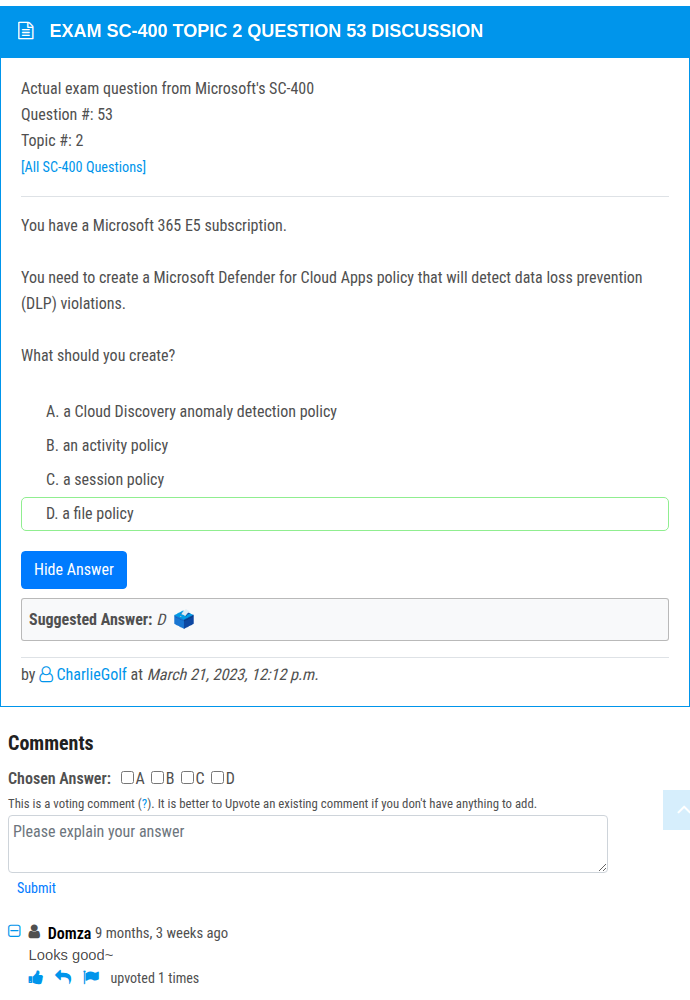 EXAM SC-400 TOPIC 2 QUESTION 53 DISCUSSION
Actual exam question from Microsoft's SC-400
Question #: 53
Topic #: 2
[All SC-400 Questions]
You have a Microsoft 365 E5 subscription.
You need to create a Microsoft Defender for Cloud Apps policy that will detect data loss prevention
(DLP) violations.
What should you create?
A. a Cloud Discovery anomaly detection policy
B. an activity policy
C. a session policy
D. a file policy
Hide Answer
Suggested Answer: D
by CharlieGolf at March 21, 2023, 12:12 p.m.
Comments
Chosen Answer: A B C D
This is a voting comment (?). It is better to Upvote an existing comment if you don't have anything to add.
Please explain your answer
Submit
Domza 9 months, 3 weeks ago
Looks good~
upvoted 1 times